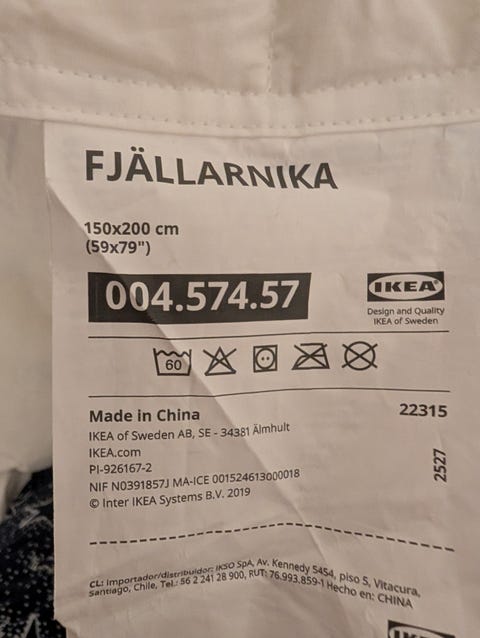 FJÄLLARNIKA
150x200 cm
(59x79")
004.574.57
IKEA
Design and Quality
IKEA of Sweden
60
Made in China
22315
IKEA of Sweden AB, SE - 34381 Älmhult
IKEA.com
PI-926167-2
NIF N0391857J MA-ICE 001524613000018
© Inter IKEA Systems B.V. 2019
2527
CL: Importador/distribuidor: IKSO SpA, Av. Kennedy 5454, piso 5, Vitacura,
Santiago, Chile, Tel.: 56 2 241 28 900, RUT: 76.993.859-1 Hecho en: CHINA
IKEA